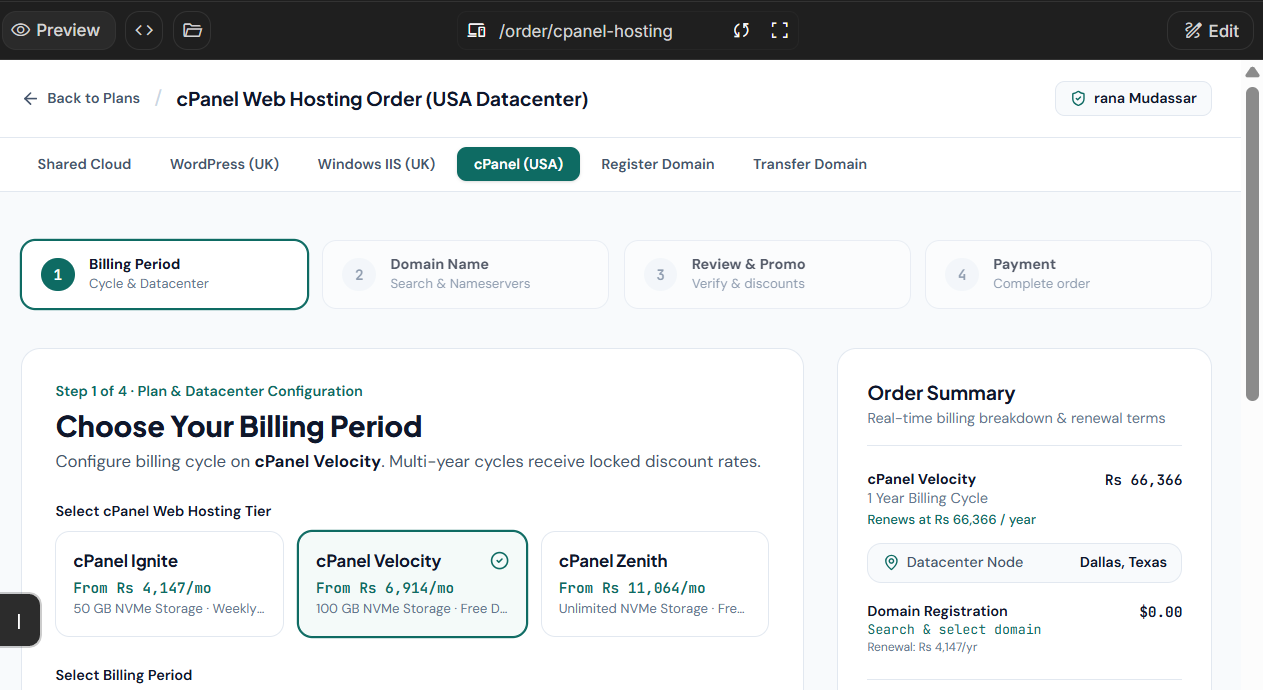 Preview
/order/cpanel-hosting
Edit
Back to Plans / cPanel Web Hosting Order (USA Datacenter)
rana Mudassar
Shared Cloud
WordPress (UK)
Windows IIS (UK)
cPanel (USA)
Register Domain
Transfer Domain
1
Billing Period
Cycle & Datacenter
2
Domain Name
Search & Nameservers
3
Review & Promo
Verify & discounts
4
Payment
Complete order
Step 1 of 4 · Plan & Datacenter Configuration
Choose Your Billing Period
Configure billing cycle on cPanel Velocity. Multi-year cycles receive locked discount rates.
Select cPanel Web Hosting Tier
cPanel Ignite
From Rs 4,147/mo
50 GB NVMe Storage · Weekly...
cPanel Velocity
From Rs 6,914/mo
100 GB NVMe Storage · Free D...
cPanel Zenith
From Rs 11,064/mo
Unlimited NVMe Storage · Fre...
Select Billing Period
Order Summary
Real-time billing breakdown & renewal terms
cPanel Velocity
Rs 66,366
1 Year Billing Cycle
Renews at Rs 66,366 / year
Datacenter Node
Dallas, Texas
Domain Registration
$0.00
Search & select domain
Renewal: Rs 4,147/yr